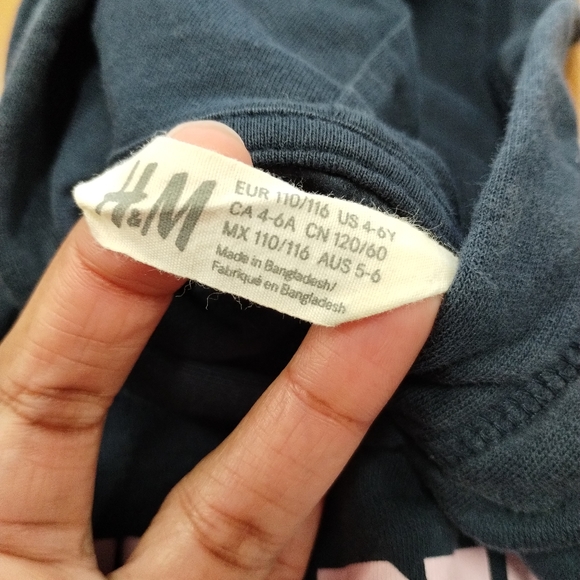 H&M
EUR 110/116 US 4-6Y
CA 4-6A CN 120/60
MX 110/116 AUS 5-6
Made in Bangladesh/
Fabriqué en Bangladesh